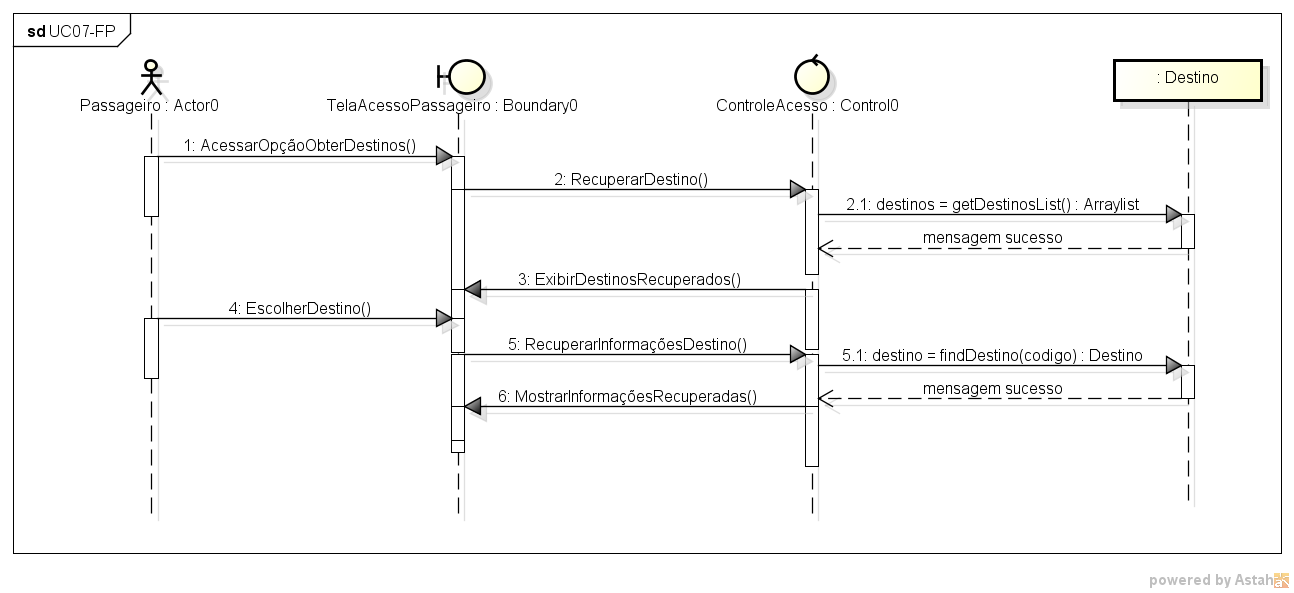 sd UC07-FP
Passageiro : Actor0
TelaAcessoPassageiro : Boundary0
ControleAcesso : Control0
: Destino
1: AcessarOpçãoObterDestinos()
2: RecuperarDestino()
2.1: destinos = getDestinosList() : Arraylist
mensagem sucesso
3: ExibirDestinosRecuperados()
4: EscolherDestino()
5: RecuperarInformaçõesDestino()
5.1: destino = findDestino(codigo) : Destino
mensagem sucesso
6: MostrarInformaçõesRecuperadas()
powered by Astah